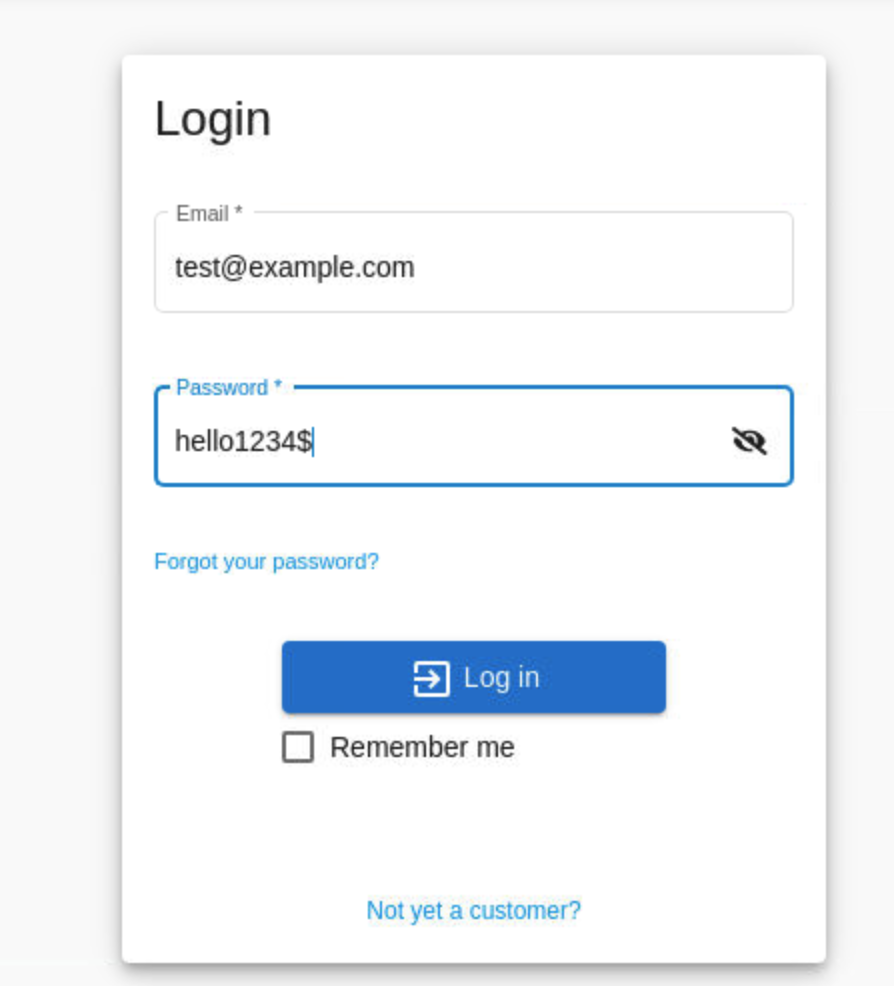 Login
Email *
test@example.com
Password *
hello1234$
Forgot your password?
Log in
Remember me
Not yet a customer?